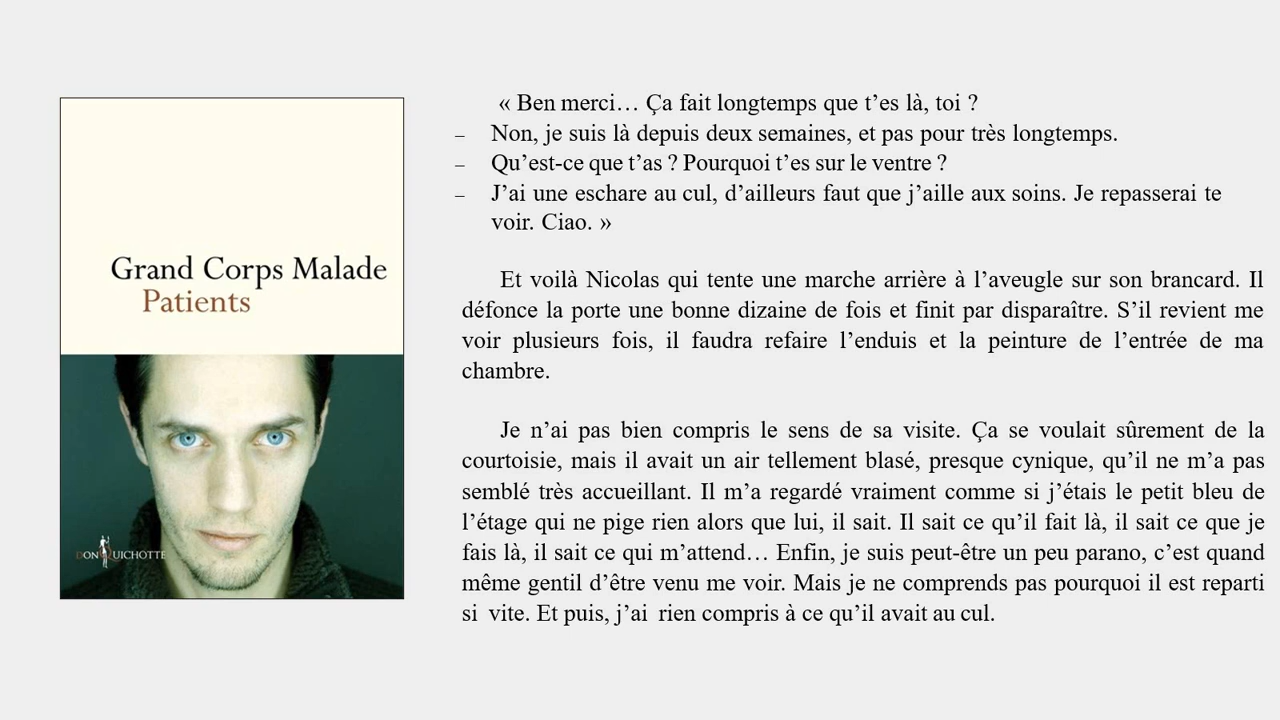 Grand Corps Malade
Patients
DON QUICHOTTE
« Ben merci… Ça fait longtemps que t’es là, toi ?
– Non, je suis là depuis deux semaines, et pas pour très longtemps.
– Qu’est-ce que t’as ? Pourquoi t’es sur le ventre ?
– J’ai une eschare au cul, d’ailleurs faut que j’aille aux soins. Je repasserai te
voir. Ciao. »
Et voilà Nicolas qui tente une marche arrière à l’aveugle sur son brancard. Il
défonce la porte une bonne dizaine de fois et finit par disparaître. S’il revient me
voir plusieurs fois, il faudra refaire l’enduis et la peinture de l’entrée de ma
chambre.
Je n’ai pas bien compris le sens de sa visite. Ça se voulait sûrement de la
courtoisie, mais il avait un air tellement blasé, presque cynique, qu’il ne m’a pas
semblé très accueillant. Il m’a regardé vraiment comme si j’étais le petit bleu de
l’étage qui ne pige rien alors que lui, il sait. Il sait ce qu’il fait là, il sait ce que je
fais là, il sait ce qui m’attend… Enfin, je suis peut-être un peu parano, c’est quand
même gentil d’être venu me voir. Mais je ne comprends pas pourquoi il est reparti
si vite. Et puis, j’ai rien compris à ce qu’il avait au cul.